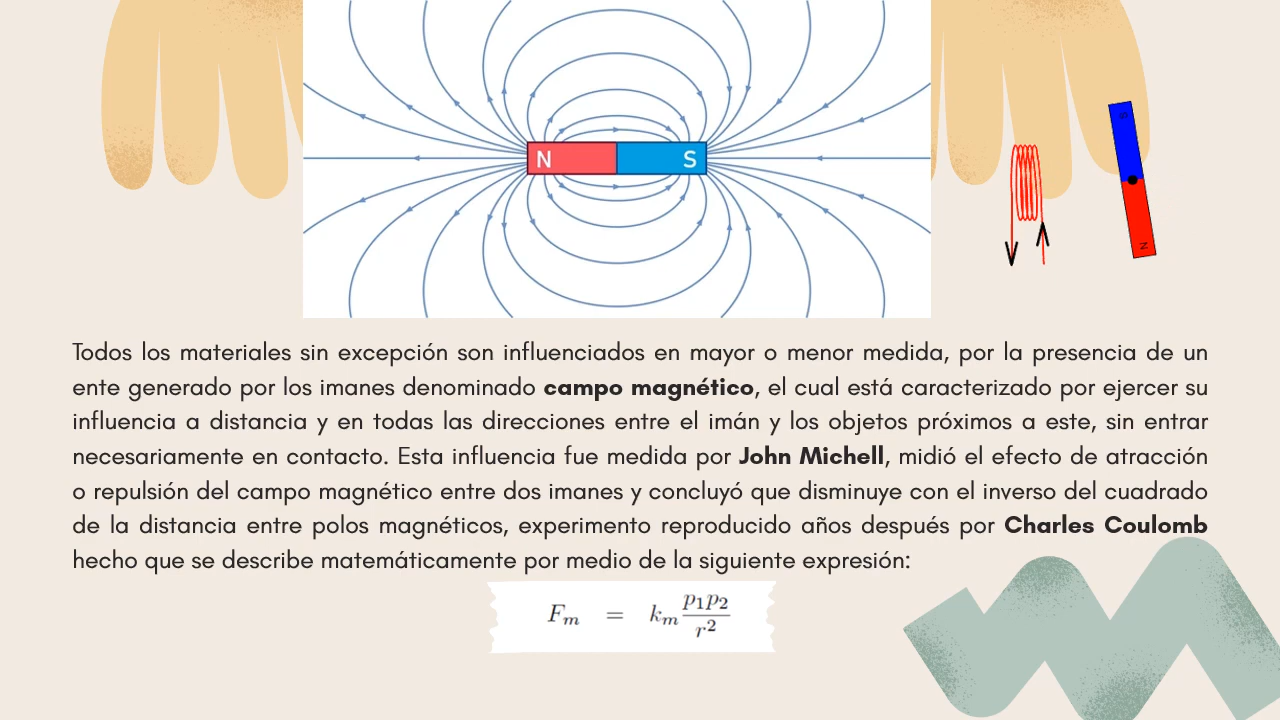 N S
S
N
Todos los materiales sin excepción son influenciados en mayor o menor medida, por la presencia de un
ente generado por los imanes denominado campo magnético, el cual está caracterizado por ejercer su
influencia a distancia y en todas las direcciones entre el imán y los objetos próximos a este, sin entrar
necesariamente en contacto. Esta influencia fue medida por John Michell, midió el efecto de atracción
o repulsión del campo magnético entre dos imanes y concluyó que disminuye con el inverso del cuadrado
de la distancia entre polos magnéticos, experimento reproducido años después por Charles Coulomb
hecho que se describe matemáticamente por medio de la siguiente expresión:
F_m = k_m \frac{p_1 p_2}{r^2}